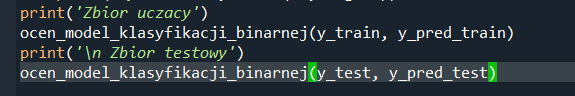 print('Zbior uczacy')
ocen_model_klasyfikacji_binarnej(y_train, y_pred_train)
print('\n Zbior testowy')
ocen_model_klasyfikacji_binarnej(y_test, y_pred_test)